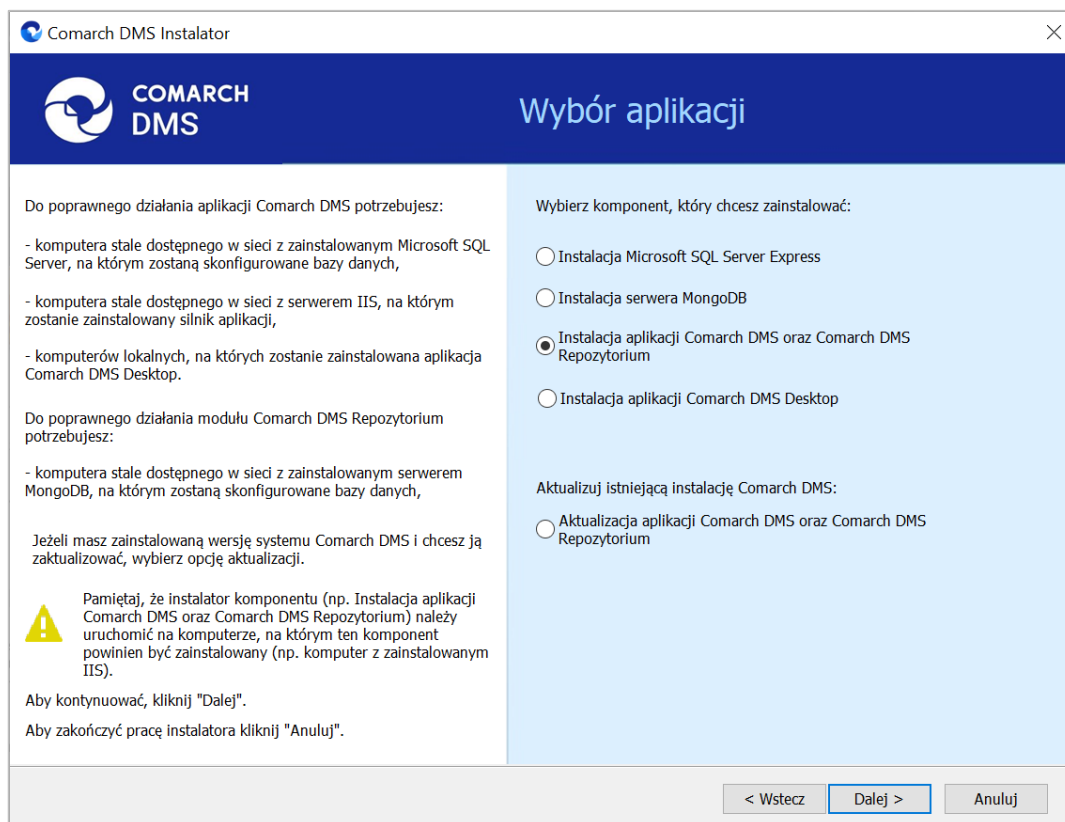 Comarch DMS Instalator
COMARCH
DMS
Wybór aplikacji
Do poprawnego działania aplikacji Comarch DMS potrzebujesz:
- komputera stale dostępnego w sieci z zainstalowanym Microsoft SQL
Server, na którym zostaną skonfigurowane bazy danych,
- komputera stale dostępnego w sieci z serwerem IIS, na którym
zostanie zainstalowany silnik aplikacji,
- komputerów lokalnych, na których zostanie zainstalowana aplikacja
Comarch DMS Desktop.
Do poprawnego działania modułu Comarch DMS Repozytorium
potrzebujesz:
- komputera stale dostępnego w sieci z zainstalowanym serwerem
MongoDB, na którym zostaną skonfigurowane bazy danych,
Jeżeli masz zainstalowaną wersję systemu Comarch DMS i chcesz ją
zaktualizować, wybierz opcję aktualizacji.
Pamiętaj, że instalator komponentu (np. Instalacja aplikacji
Comarch DMS oraz Comarch DMS Repozytorium) należy
uruchomić na komputerze, na którym ten komponent
powinien być zainstalowany (np. komputer z zainstalowanym
IIS).
Aby kontynuować, kliknij "Dalej".
Aby zakończyć pracę instalatora kliknij "Anuluj".
Wybierz komponent, który chcesz zainstalować:
Instalacja Microsoft SQL Server Express
Instalacja serwera MongoDB
Instalacja aplikacji Comarch DMS oraz Comarch DMS
Repozytorium
Instalacja aplikacji Comarch DMS Desktop
Aktualizuj istniejącą instalację Comarch DMS:
Aktualizacja aplikacji Comarch DMS oraz Comarch DMS
Repozytorium
< Wstecz
Dalej >
Anuluj